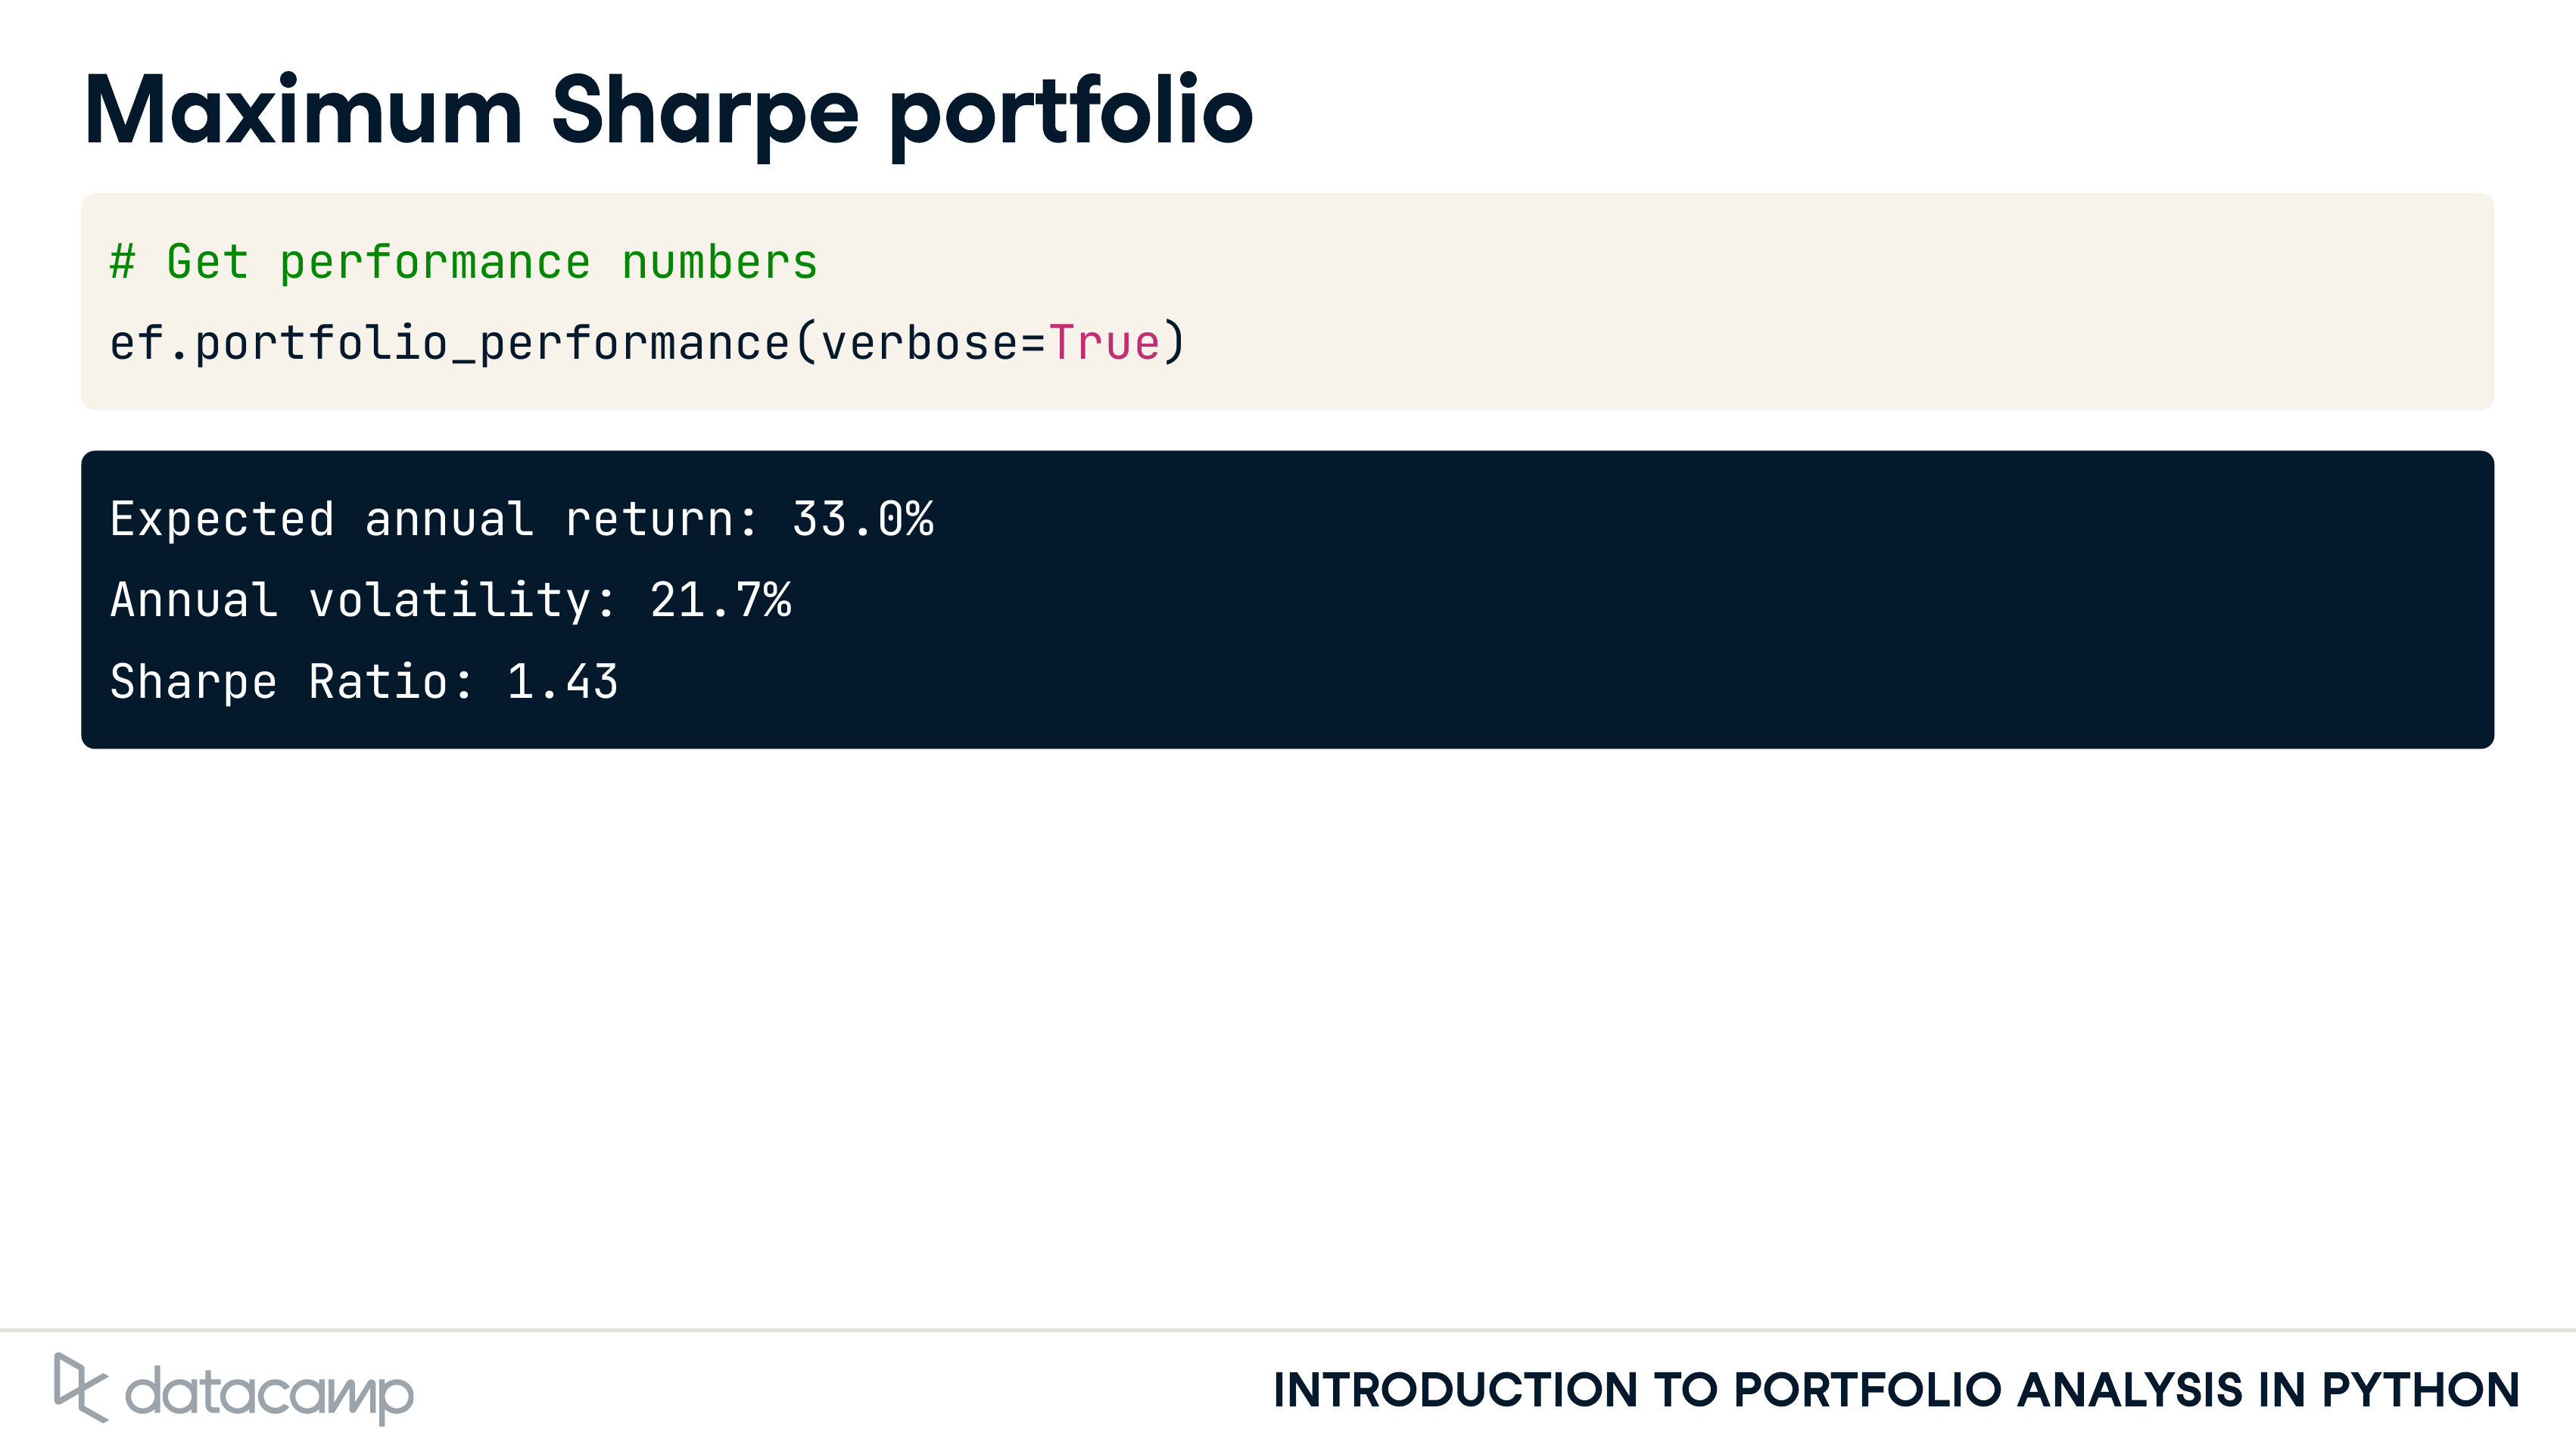 Maximum Sharpe portfolio
# Get performance numbers
ef.portfolio_performance(verbose=True)
Expected annual return: 33.0%
Annual volatility: 21.7%
Sharpe Ratio: 1.43
datacamp
INTRODUCTION TO PORTFOLIO ANALYSIS IN PYTHON